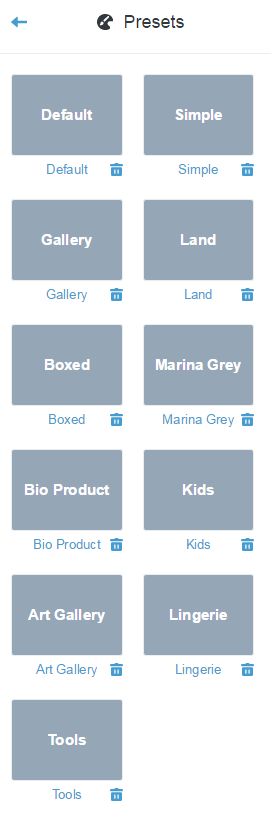 Presets
Default Simple
Default Simple
Gallery Land
Gallery Land
Boxed Marina Grey
Boxed Marina Grey
Bio Product Kids
Bio Product Kids
Art Gallery Lingerie
Art Gallery Lingerie
Tools
Tools